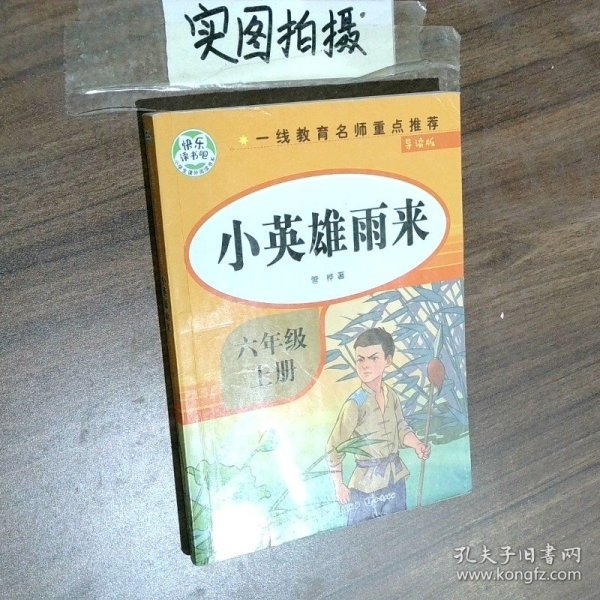 实图拍摄
一线教育名师重点推荐
导读版
快乐
读书吧
小英雄雨来
管桦著
六年级
上册
孔夫子旧书网
www.kongfz.com